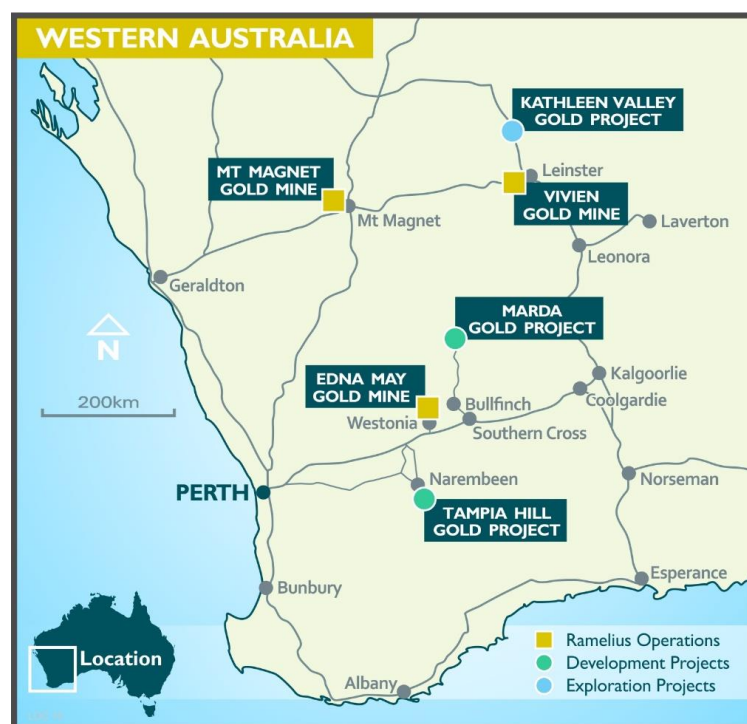 WESTERN AUSTRALIA
KATHLEEN VALLEY
GOLD PROJECT
MT MAGNET
GOLD MINE
Leinster
VIVIEN
GOLD MINE
Mt Magnet
Laverton
Leonora
Geraldton
MARDA
GOLD PROJECT
N
200km
EDNA MAY
GOLD MINE
Kalgoorlie
Coolgardie
Bullfinch
Westonia
Southern Cross
PERTH
Narembeen
Norseman
TAMPIA HILL
GOLD PROJECT
Bunbury
Esperance
Location
Ramelius Operations
Development Projects
Exploration Projects
Albany